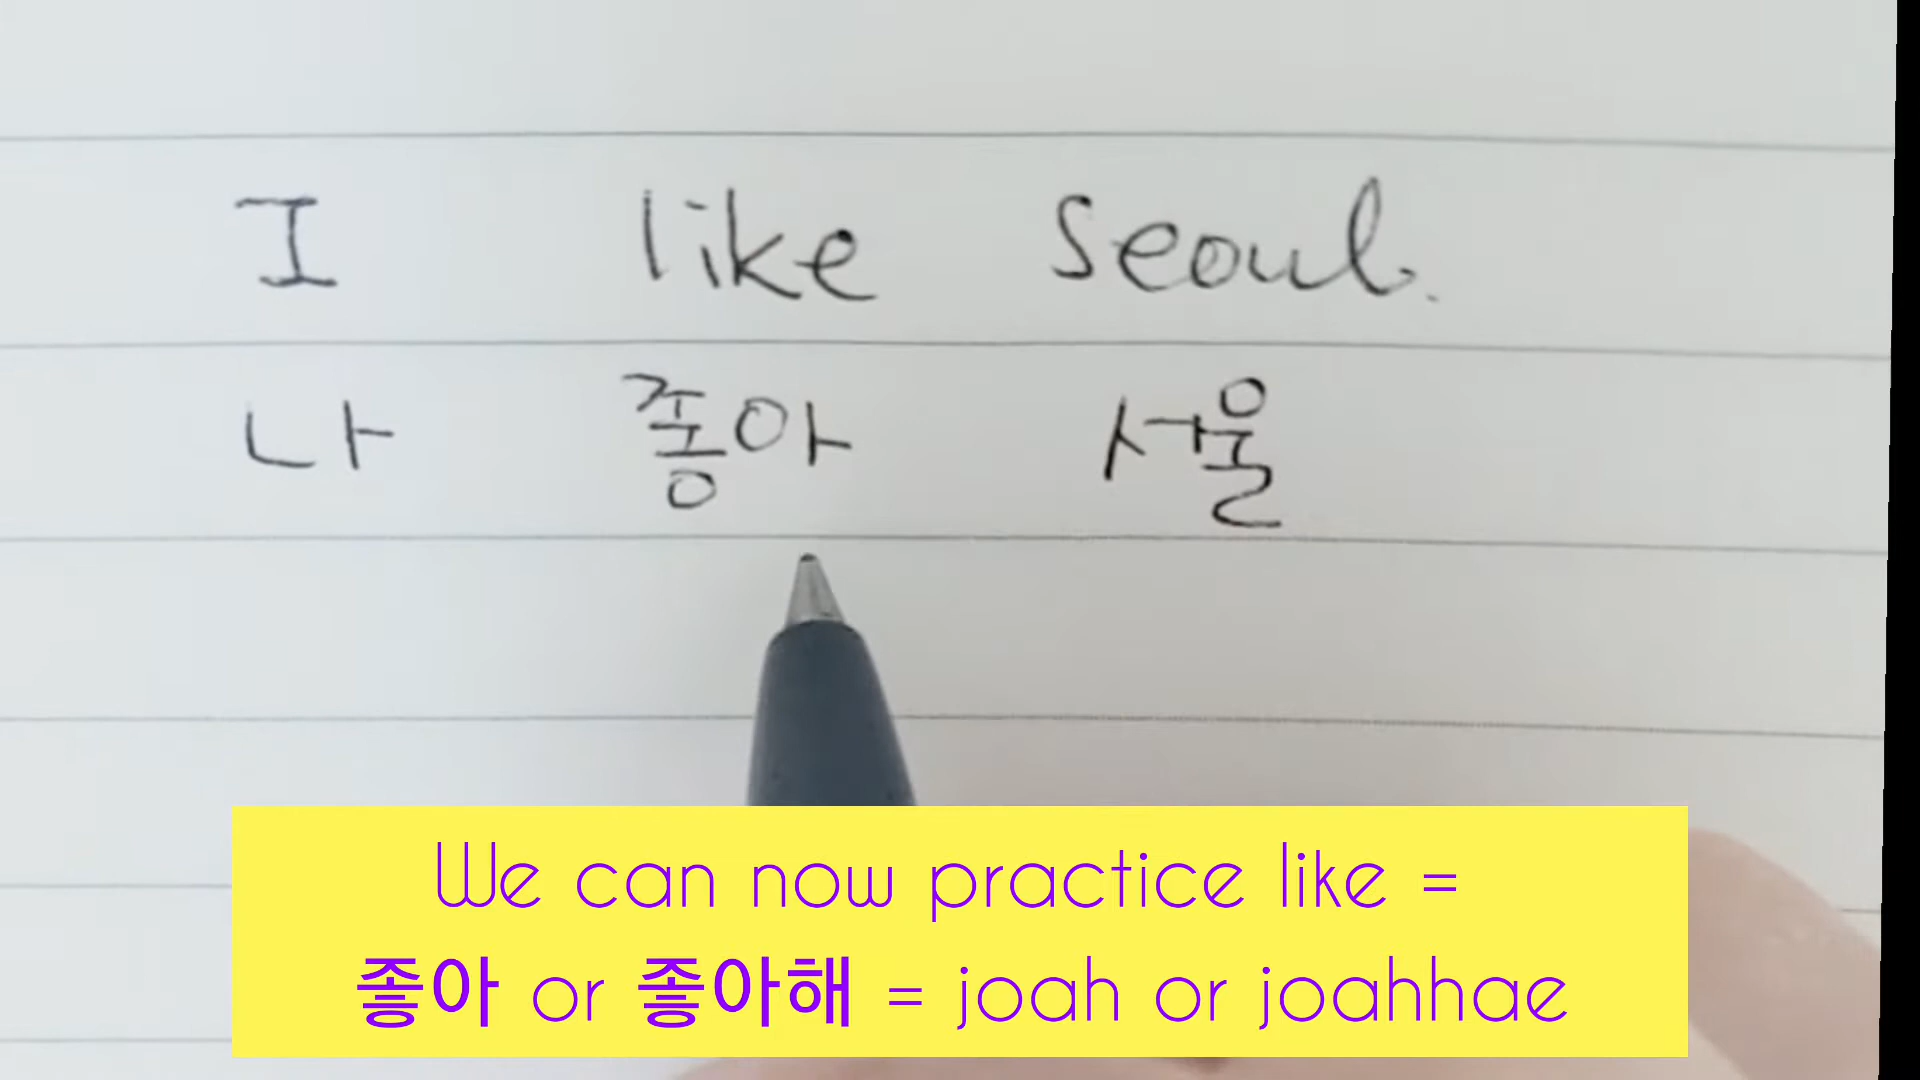 I like seoul.
나 좋아 서울
We can now practice like =
좋아 or 좋아해 = joah or joahhae